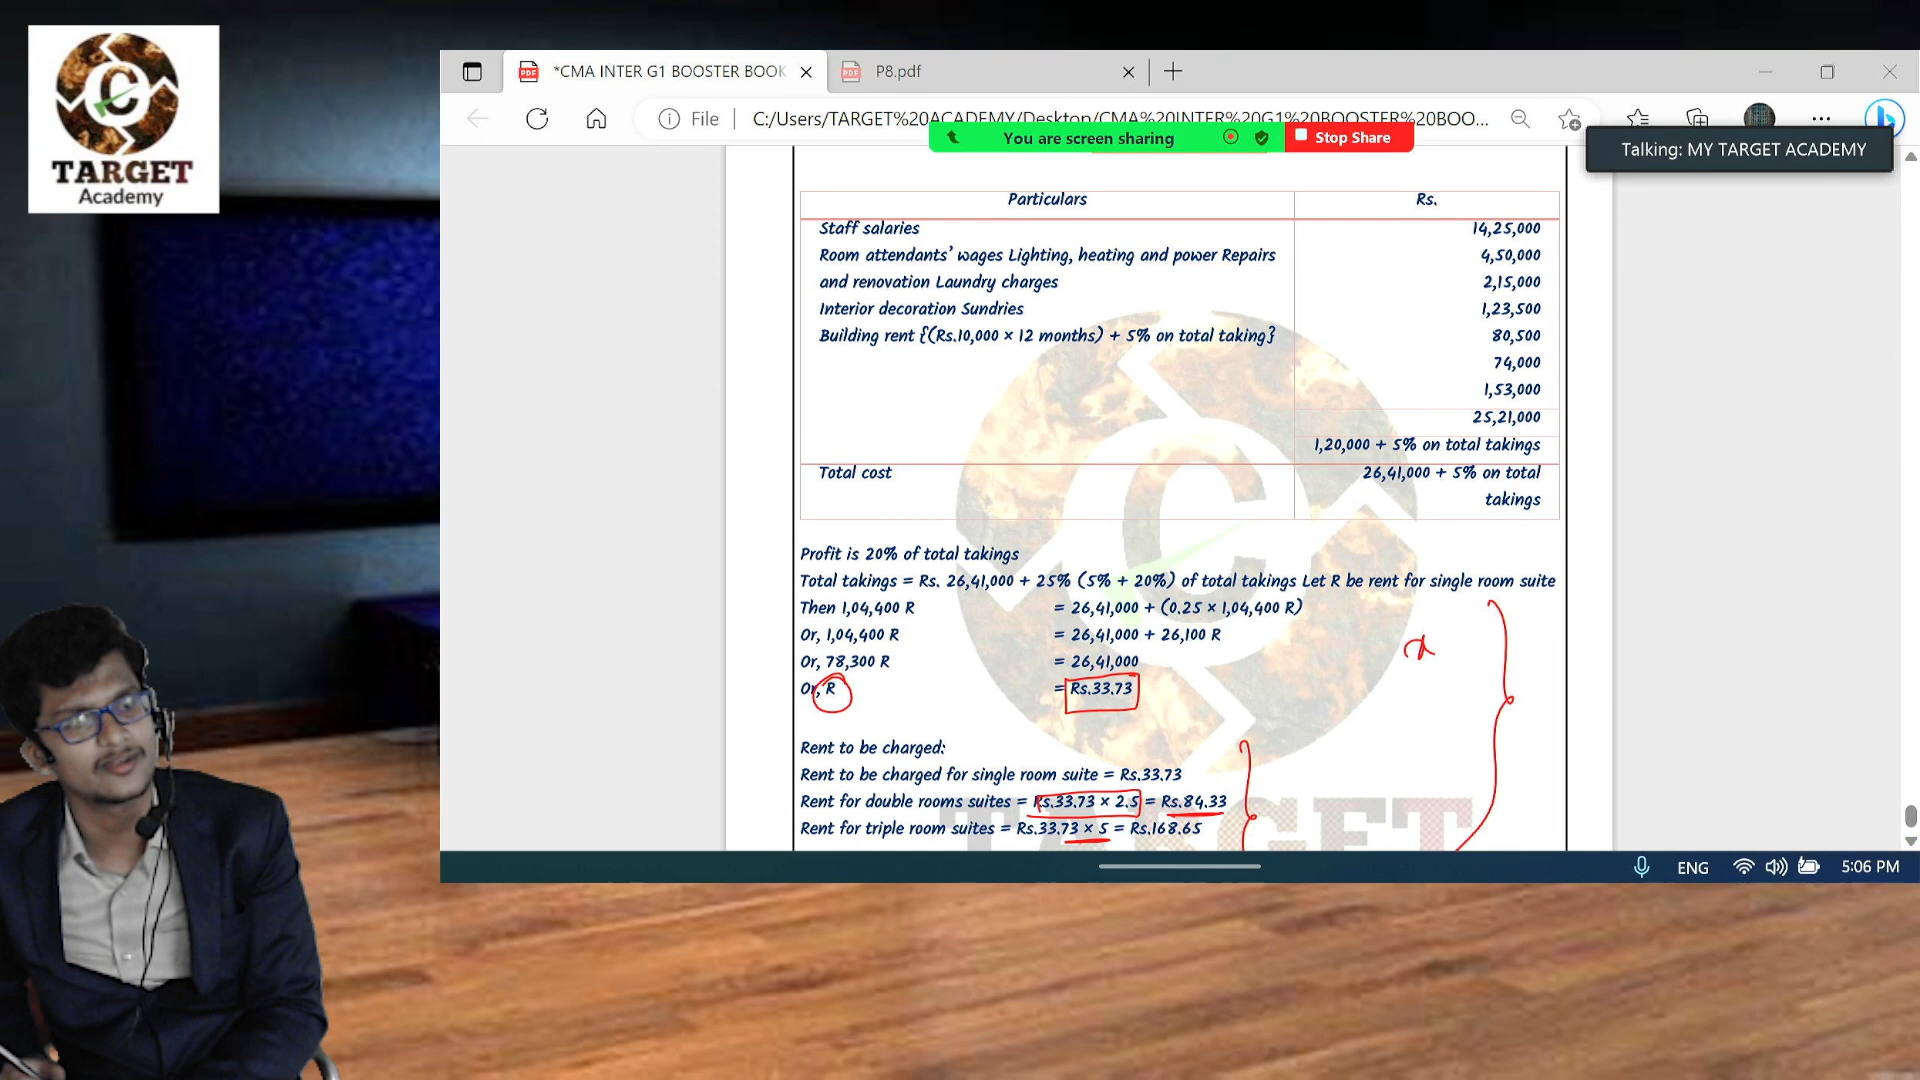 C
TARGET
Academy
*CMA INTER G1 BOOSTER BOOK
P8.pdf
File
C:/Users/TARGET%20ACADEMY/Desktop/CMA%20INTER%20G1%20BOOSTER%20BOO...
You are screen sharing
Stop Share
Talking: MY TARGET ACADEMY
Particulars Rs.
Staff salaries 14,25,000
Room attendants' wages Lighting, heating and power Repairs 4,50,000
and renovation Laundry charges 2,15,000
Interior decoration Sundries 1,23,500
Building rent {(Rs.10,000 × 12 months) + 5% on total taking} 80,500
74,000
1,53,000
25,21,000
1,20,000 + 5% on total takings
Total cost 26,41,000 + 5% on total
takings
Profit is 20% of total takings
Total takings = Rs. 26,41,000 + 25% (5% + 20%) of total takings Let R be rent for single room suite
Then 1,04,400 R = 26,41,000 + (0.25 × 1,04,400 R)
Or, 1,04,400 R = 26,41,000 + 26,100 R
Or, 78,300 R = 26,41,000
Or, R = Rs.33.73
Rent to be charged:
Rent to be charged for single room suite = Rs.33.73
Rent for double rooms suites = Rs.33.73 × 2.5 = Rs.84.33
Rent for triple room suites = Rs.33.73 × 5 = Rs.168.65
TARGET
ENG
5:06 PM